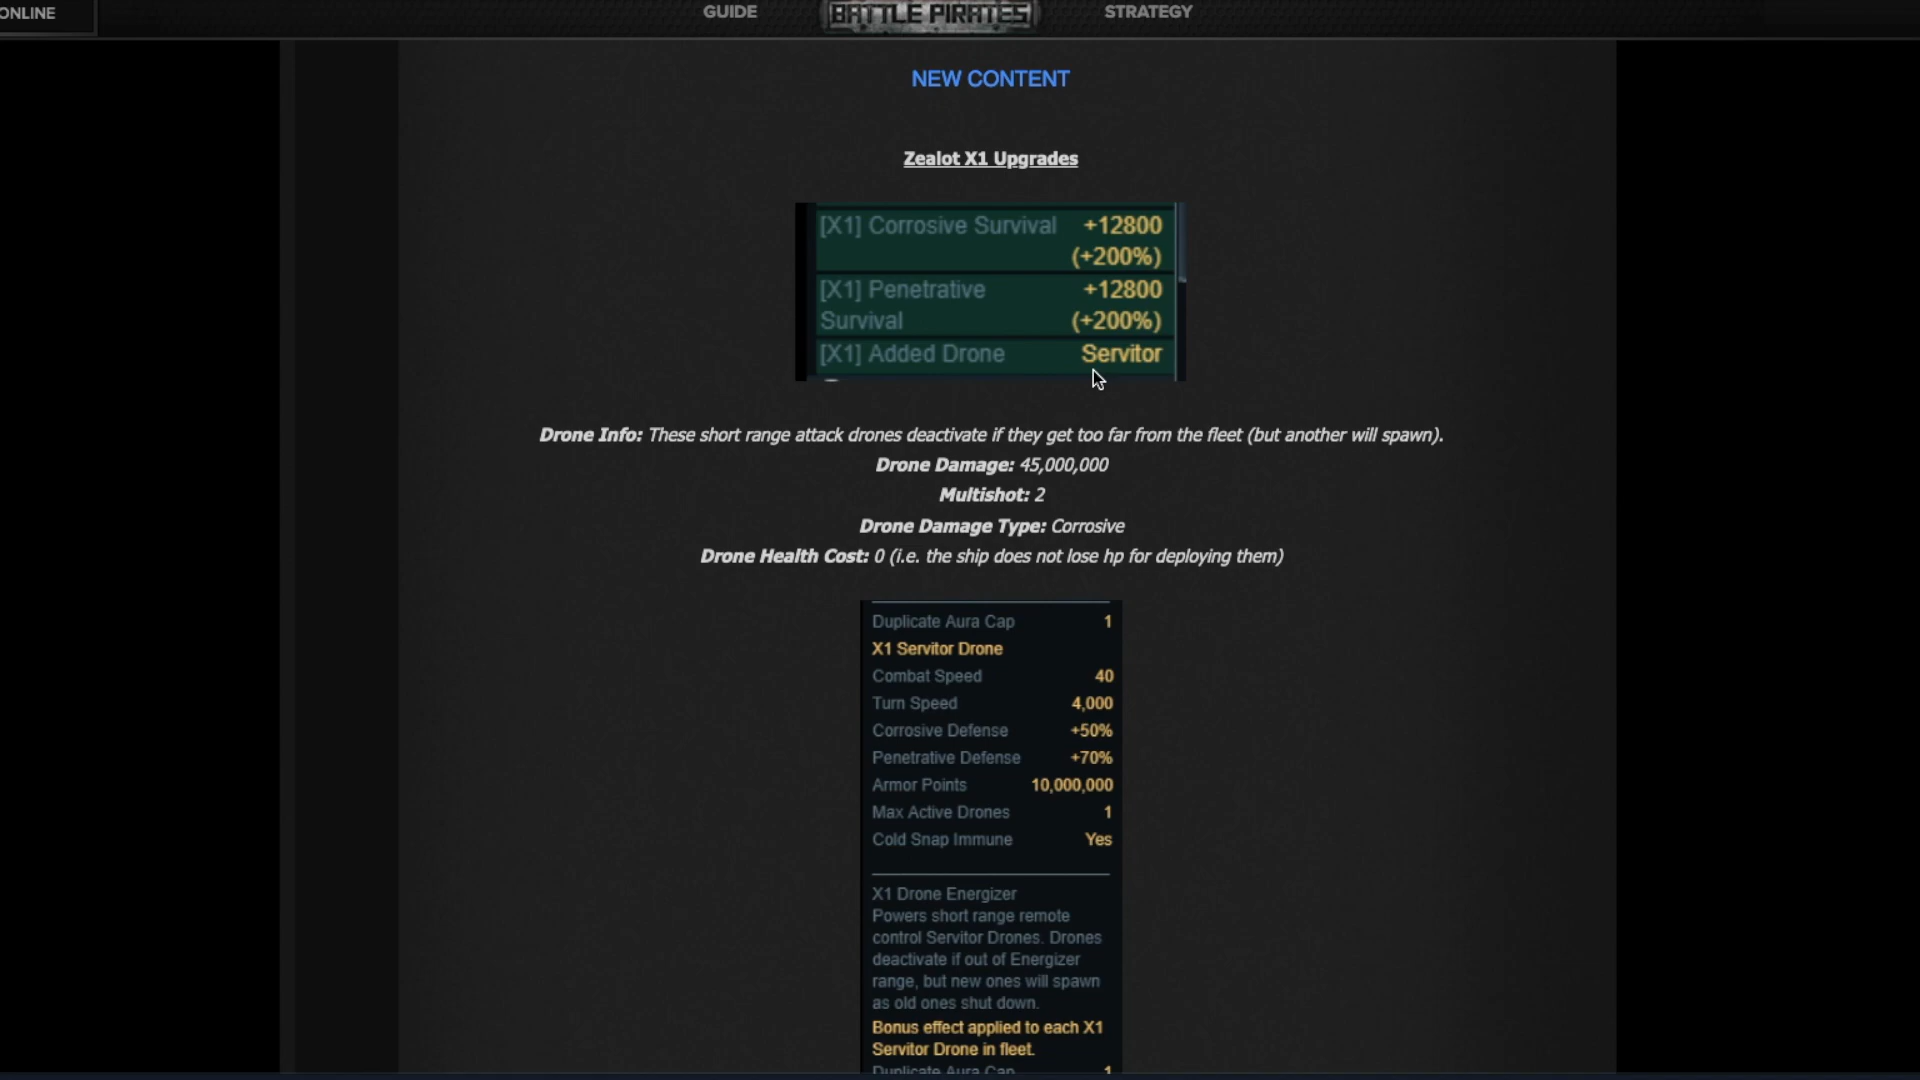 ONLINE
GUIDE
BATTLE PIRATES
STRATEGY
NEW CONTENT
Zealot X1 Upgrades
[X1] Corrosive Survival +12800
(+200%)
[X1] Penetrative +12800
Survival (+200%)
[X1] Added Drone Servitor
Drone Info: These short range attack drones deactivate if they get too far from the fleet (but another will spawn).
Drone Damage: 45,000,000
Multishot: 2
Drone Damage Type: Corrosive
Drone Health Cost: 0 (i.e. the ship does not lose hp for deploying them)
Duplicate Aura Cap 1
X1 Servitor Drone
Combat Speed 40
Turn Speed 4,000
Corrosive Defense +50%
Penetrative Defense +70%
Armor Points 10,000,000
Max Active Drones 1
Cold Snap Immune Yes
X1 Drone Energizer
Powers short range remote
control Servitor Drones. Drones
deactivate if out of Energizer
range, but new ones will spawn
as old ones shut down.
Bonus effect applied to each X1
Servitor Drone in fleet.
Duplicate Aura Cap 1